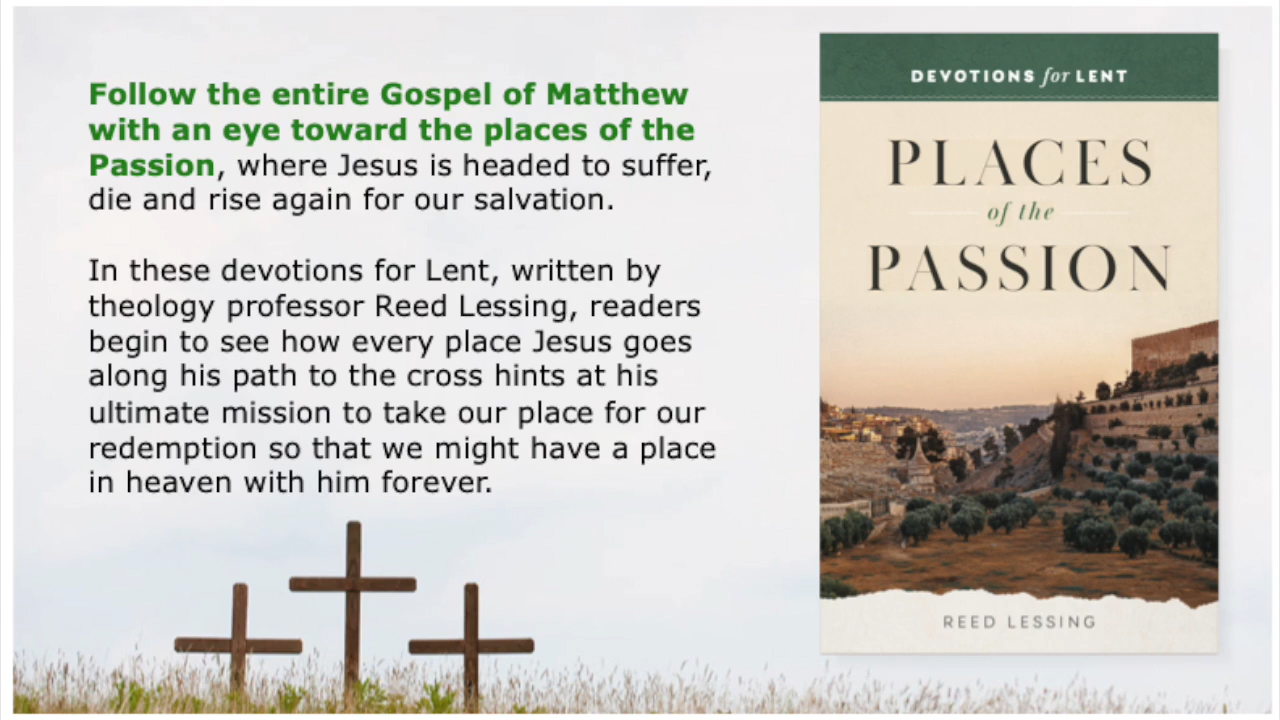 Follow the entire Gospel of Matthew
with an eye toward the places of the
Passion, where Jesus is headed to suffer,
die and rise again for our salvation.
In these devotions for Lent, written by
theology professor Reed Lessing, readers
begin to see how every place Jesus goes
along his path to the cross hints at his
ultimate mission to take our place for our
redemption so that we might have a place
in heaven with him forever.
DEVOTIONS for LENT
PLACES
of the
PASSION
REED LESSING